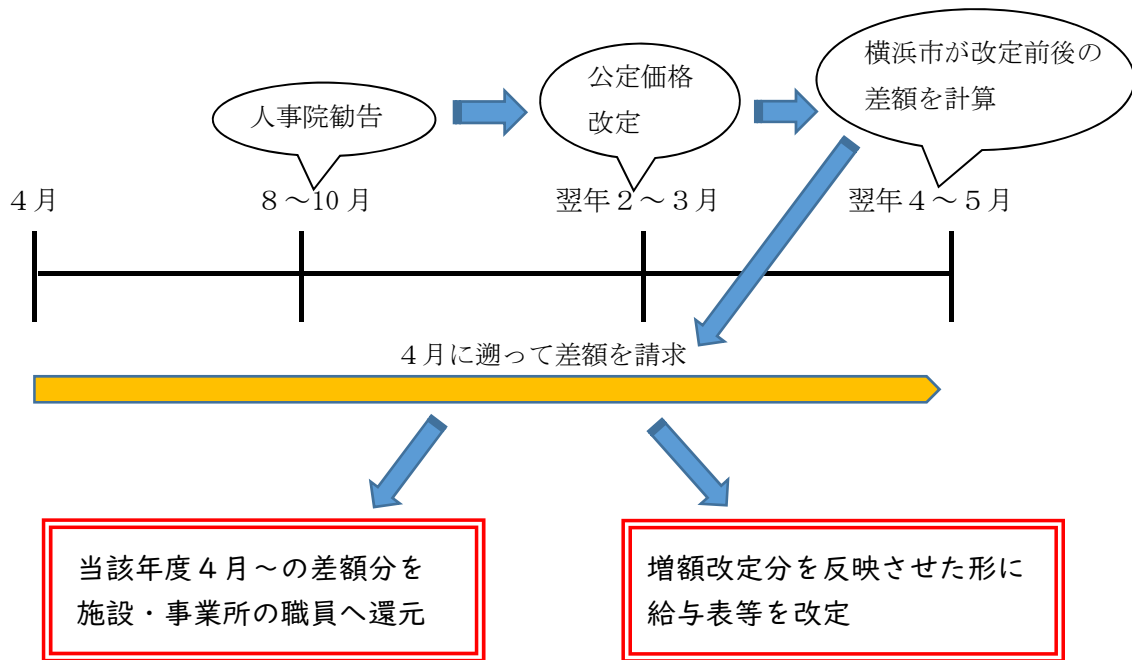 横浜市が改定前後の
差額を計算
公定価格
改定
人事院勧告
４月
８～10 月
翌年２～３月
翌年４～５月
４月に遡って差額を請求
当該年度４月～の差額分を
施設・事業所の職員へ還元
増額改定分を反映させた形に
給与表等を改定